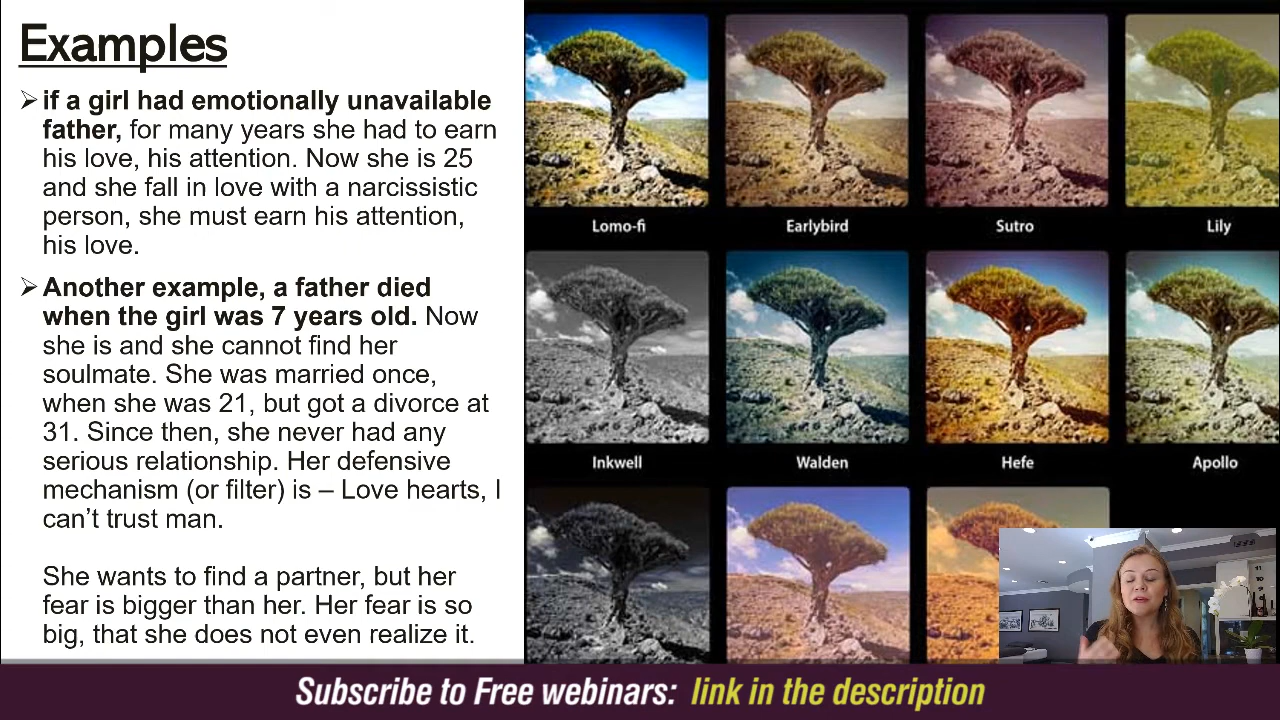 Examples
➢ if a girl had emotionally unavailable
father, for many years she had to earn
his love, his attention. Now she is 25
and she fall in love with a narcissistic
person, she must earn his attention,
his love.
➢ Another example, a father died
when the girl was 7 years old. Now
she is and she cannot find her
soulmate. She was married once,
when she was 21, but got a divorce at
31. Since then, she never had any
serious relationship. Her defensive
mechanism (or filter) is – Love hearts, I
can’t trust man.
She wants to find a partner, but her
fear is bigger than her. Her fear is so
big, that she does not even realize it.
Lomo-fi
Earlybird
Sutro
Lily
Inkwell
Walden
Hefe
Apollo
Subscribe to Free webinars: link in the description